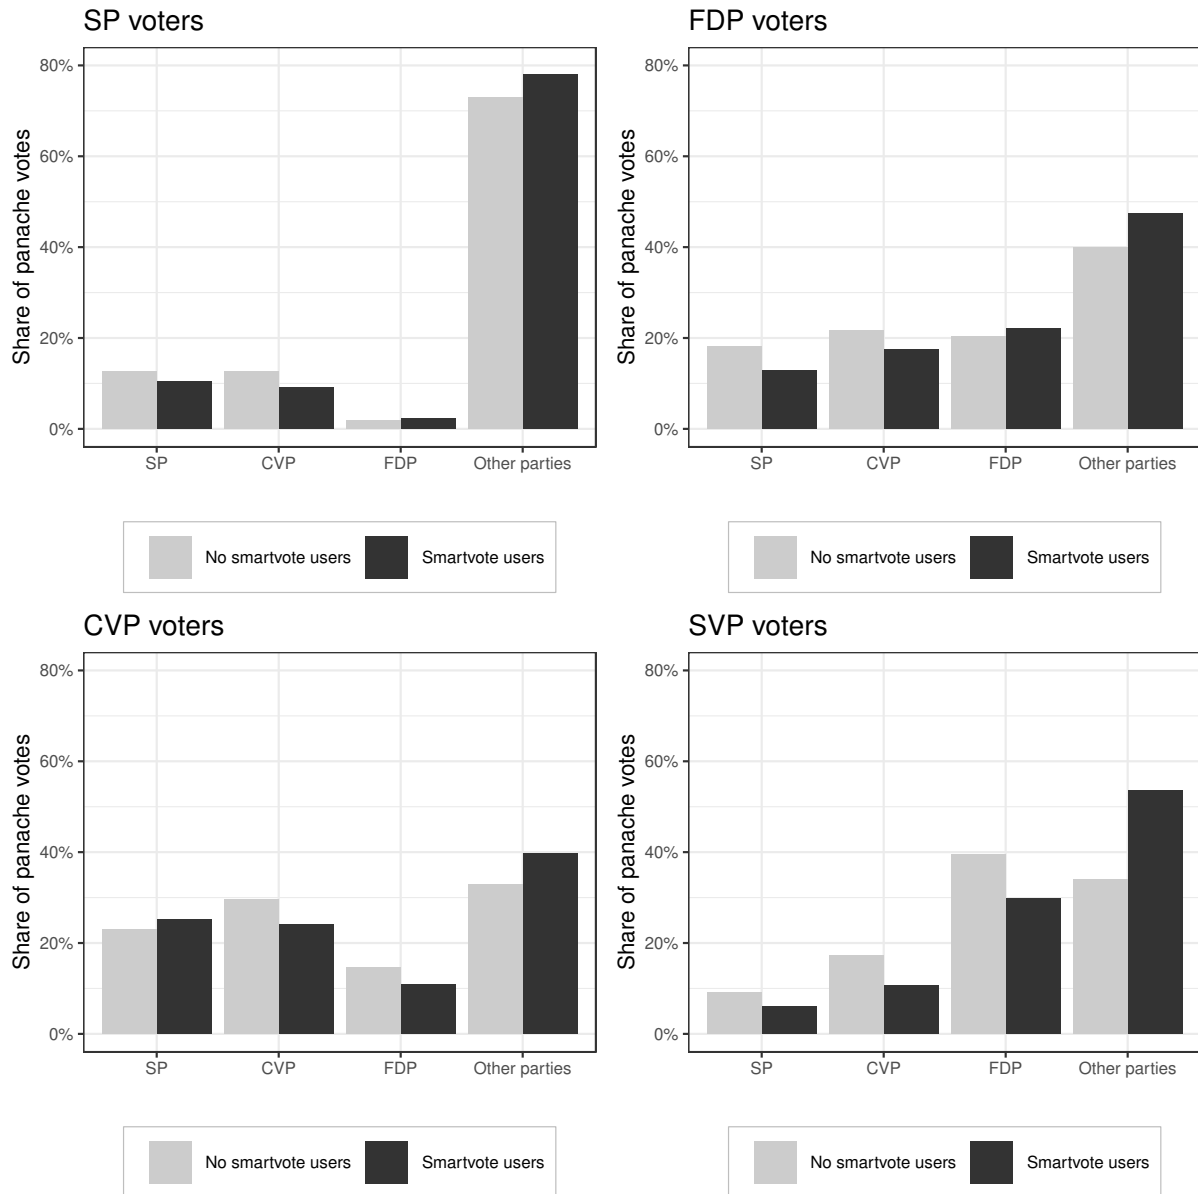 SP voters
Share of panache votes
80%
60%
40%
20%
0%
SP CVP FDP Other parties
No smartvote users Smartvote users
FDP voters
Share of panache votes
80%
60%
40%
20%
0%
SP CVP FDP Other parties
No smartvote users Smartvote users
CVP voters
Share of panache votes
80%
60%
40%
20%
0%
SP CVP FDP Other parties
No smartvote users Smartvote users
SVP voters
Share of panache votes
80%
60%
40%
20%
0%
SP CVP FDP Other parties
No smartvote users Smartvote users